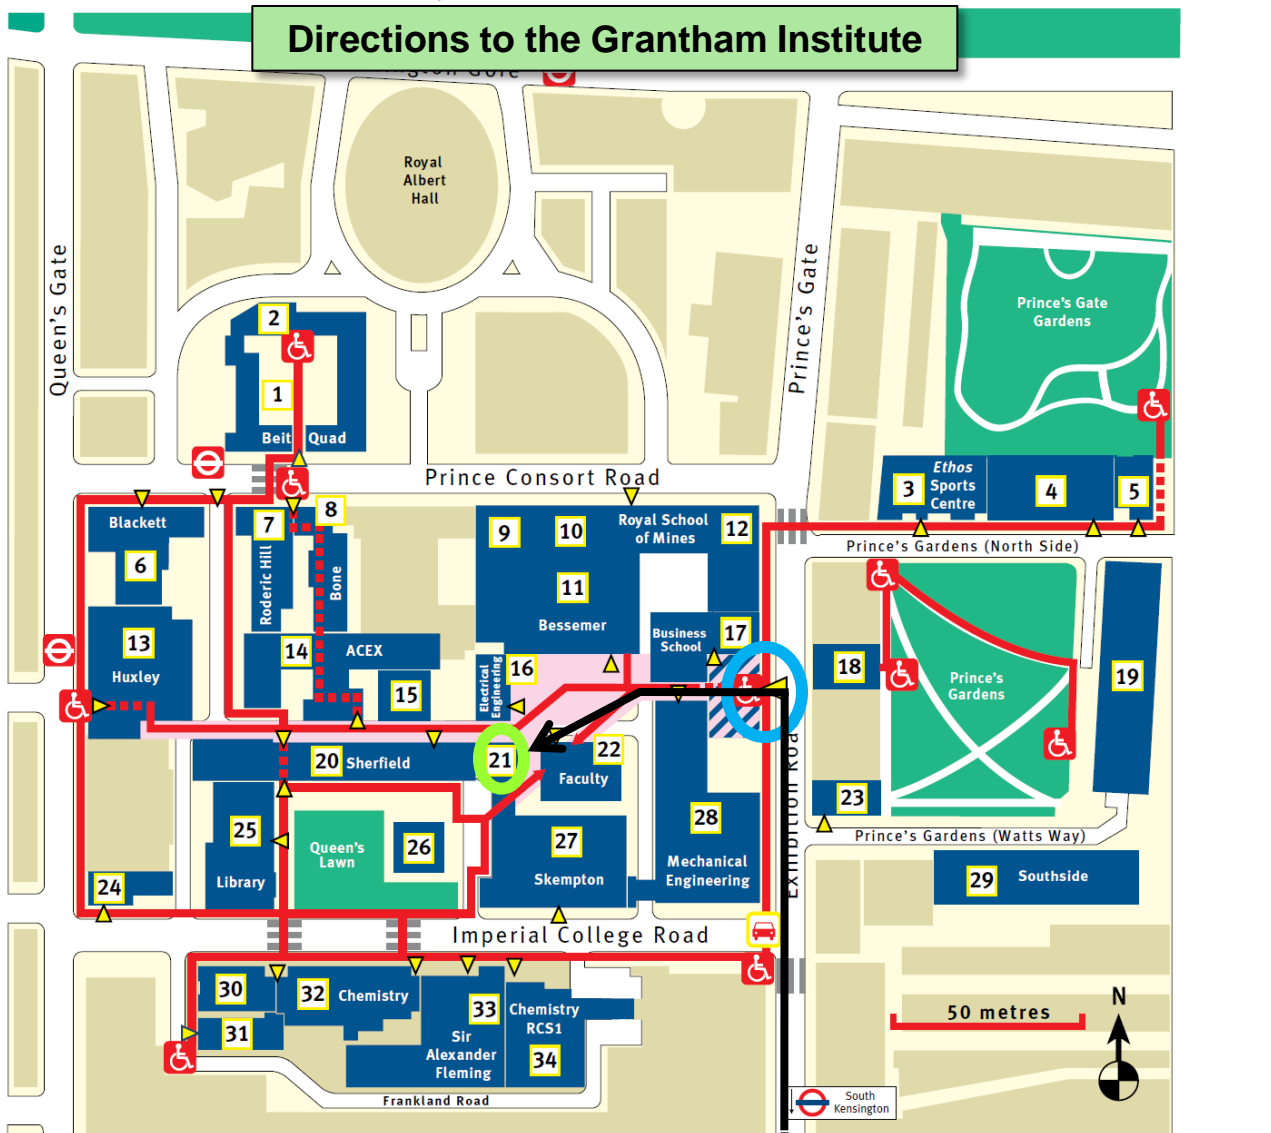 Directions to the Grantham Institute
Royal
Albert
Hall
Queen's Gate
Prince's Gate
Prince's Gate
Gardens
2
1
Beit Quad
Prince Consort Road
3
Ethos
Sports
Centre
4
5
Prince's Gardens (North Side)
Blackett
6
7
Roderic Hill
8
Bone
9
10
Royal School
of Mines
12
11
Bessemer
13
Huxley
14
ACEX
15
Electrical
Engineering
16
Business
School
17
18
Prince's
Gardens
19
20
Sherfield
21
22
Faculty
23
Prince's Gardens (Watts Way)
Exhibition Road
25
Library
Queen's
Lawn
26
27
Skempton
28
Mechanical
Engineering
24
29
Southside
Imperial College Road
30
31
32
Chemistry
33
Sir
Alexander
Fleming
Chemistry
RCS1
34
Frankland Road
50 metres
N
South
Kensington